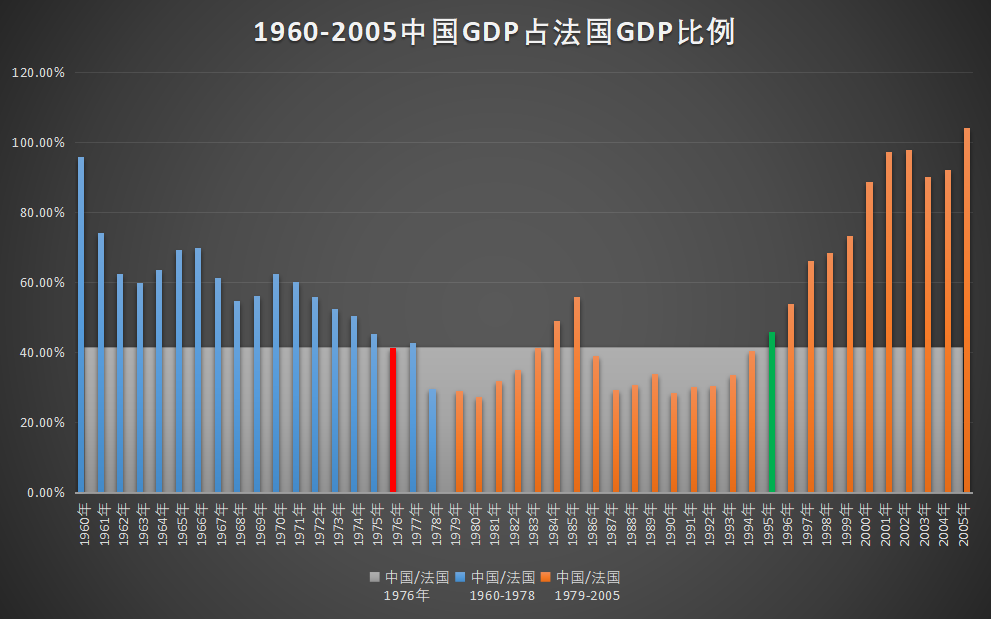 1960-2005中国GDP占法国GDP比例
120.00%
100.00%
80.00%
60.00%
40.00%
20.00%
0.00%
1960年
1961年
1962年
1963年
1964年
1965年
1966年
1967年
1968年
1969年
1970年
1971年
1972年
1973年
1974年
1975年
1976年
1977年
1978年
1979年
1980年
1981年
1982年
1983年
1984年
1985年
1986年
1987年
1988年
1989年
1990年
1991年
1992年
1993年
1994年
1995年
1996年
1997年
1998年
1999年
2000年
2001年
2002年
2003年
2004年
2005年
中国/法国 中国/法国 中国/法国
1976年 1960-1978 1979-2005